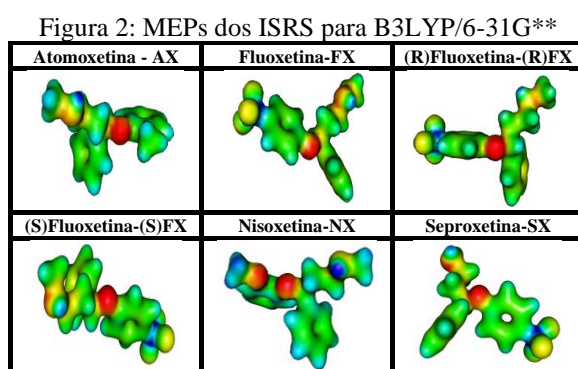 Figura 2: MEPs dos ISRS para B3LYP/6-31G**
Atomoxetina - AX
Fluoxetina-FX
(R)Fluoxetina-(R)FX
(S)Fluoxetina-(S)FX
Nisoxetina-NX
Seproxetina-SX